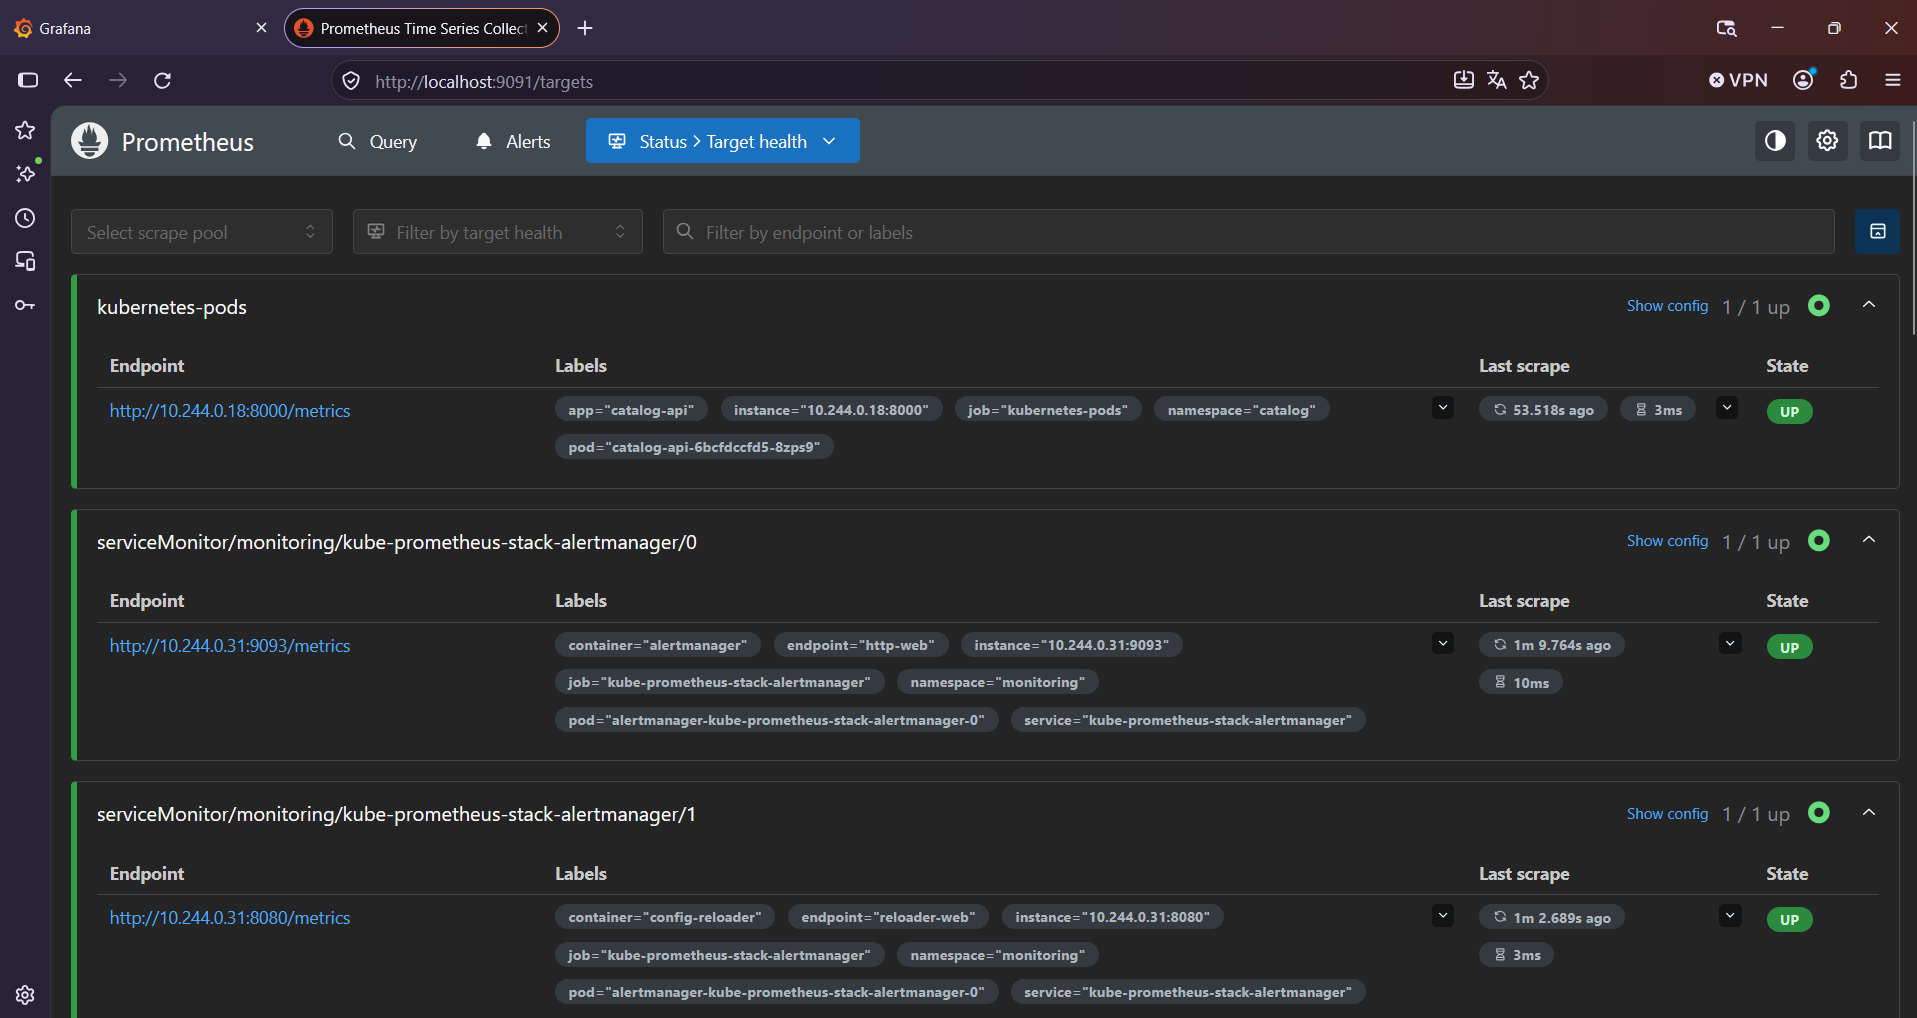 Grafana
Prometheus Time Series Collect
http://localhost:9091/targets
VPN
Prometheus
Query
Alerts
Status > Target health
Select scrape pool
Filter by target health
Filter by endpoint or labels
kubernetes-pods
Show config
1 / 1 up
Endpoint Labels Last scrape State
http://10.244.0.18:8000/metrics
app="catalog-api" instance="10.244.0.18:8000" job="kubernetes-pods" namespace="catalog"
pod="catalog-api-6bcfdccfd5-8zps9"
53.518s ago 3ms
UP
serviceMonitor/monitoring/kube-prometheus-stack-alertmanager/0
Show config
1 / 1 up
Endpoint Labels Last scrape State
http://10.244.0.31:9093/metrics
container="alertmanager" endpoint="http-web" instance="10.244.0.31:9093"
job="kube-prometheus-stack-alertmanager" namespace="monitoring"
pod="alertmanager-kube-prometheus-stack-alertmanager-0" service="kube-prometheus-stack-alertmanager"
1m 9.764s ago
10ms
UP
serviceMonitor/monitoring/kube-prometheus-stack-alertmanager/1
Show config
1 / 1 up
Endpoint Labels Last scrape State
http://10.244.0.31:8080/metrics
container="config-reloader" endpoint="reloader-web" instance="10.244.0.31:8080"
job="kube-prometheus-stack-alertmanager" namespace="monitoring"
pod="alertmanager-kube-prometheus-stack-alertmanager-0" service="kube-prometheus-stack-alertmanager"
1m 2.689s ago
3ms
UP